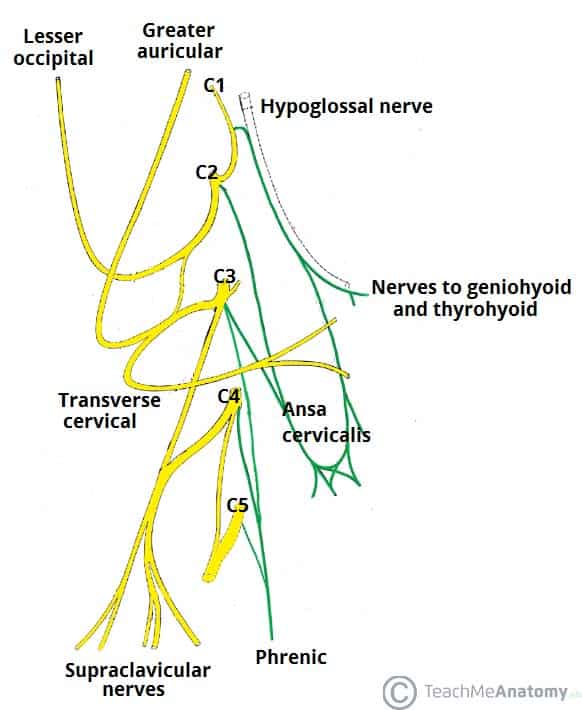 Lesser
occipital
Greater
auricular
C1
Hypoglossal nerve
C2
C3
Nerves to geniohyoid
and thyrohyoid
Transverse
cervical
C4
Ansa
cervicalis
C5
Supraclavicular
nerves
Phrenic
© TeachMeAnatomy